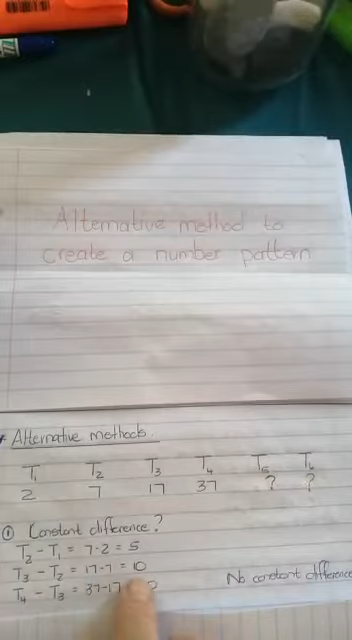 Alternative method to
create a number pattern
Alternative methods.
T₁ T₂ T₃ T₄ T₅ T₆
2 7 17 37 ? ?
① Constant difference?
T₂ - T₁ = 7-2 = 5
T₃ - T₂ = 17-7 = 10
T₄ - T₃ = 37-17
No constant difference